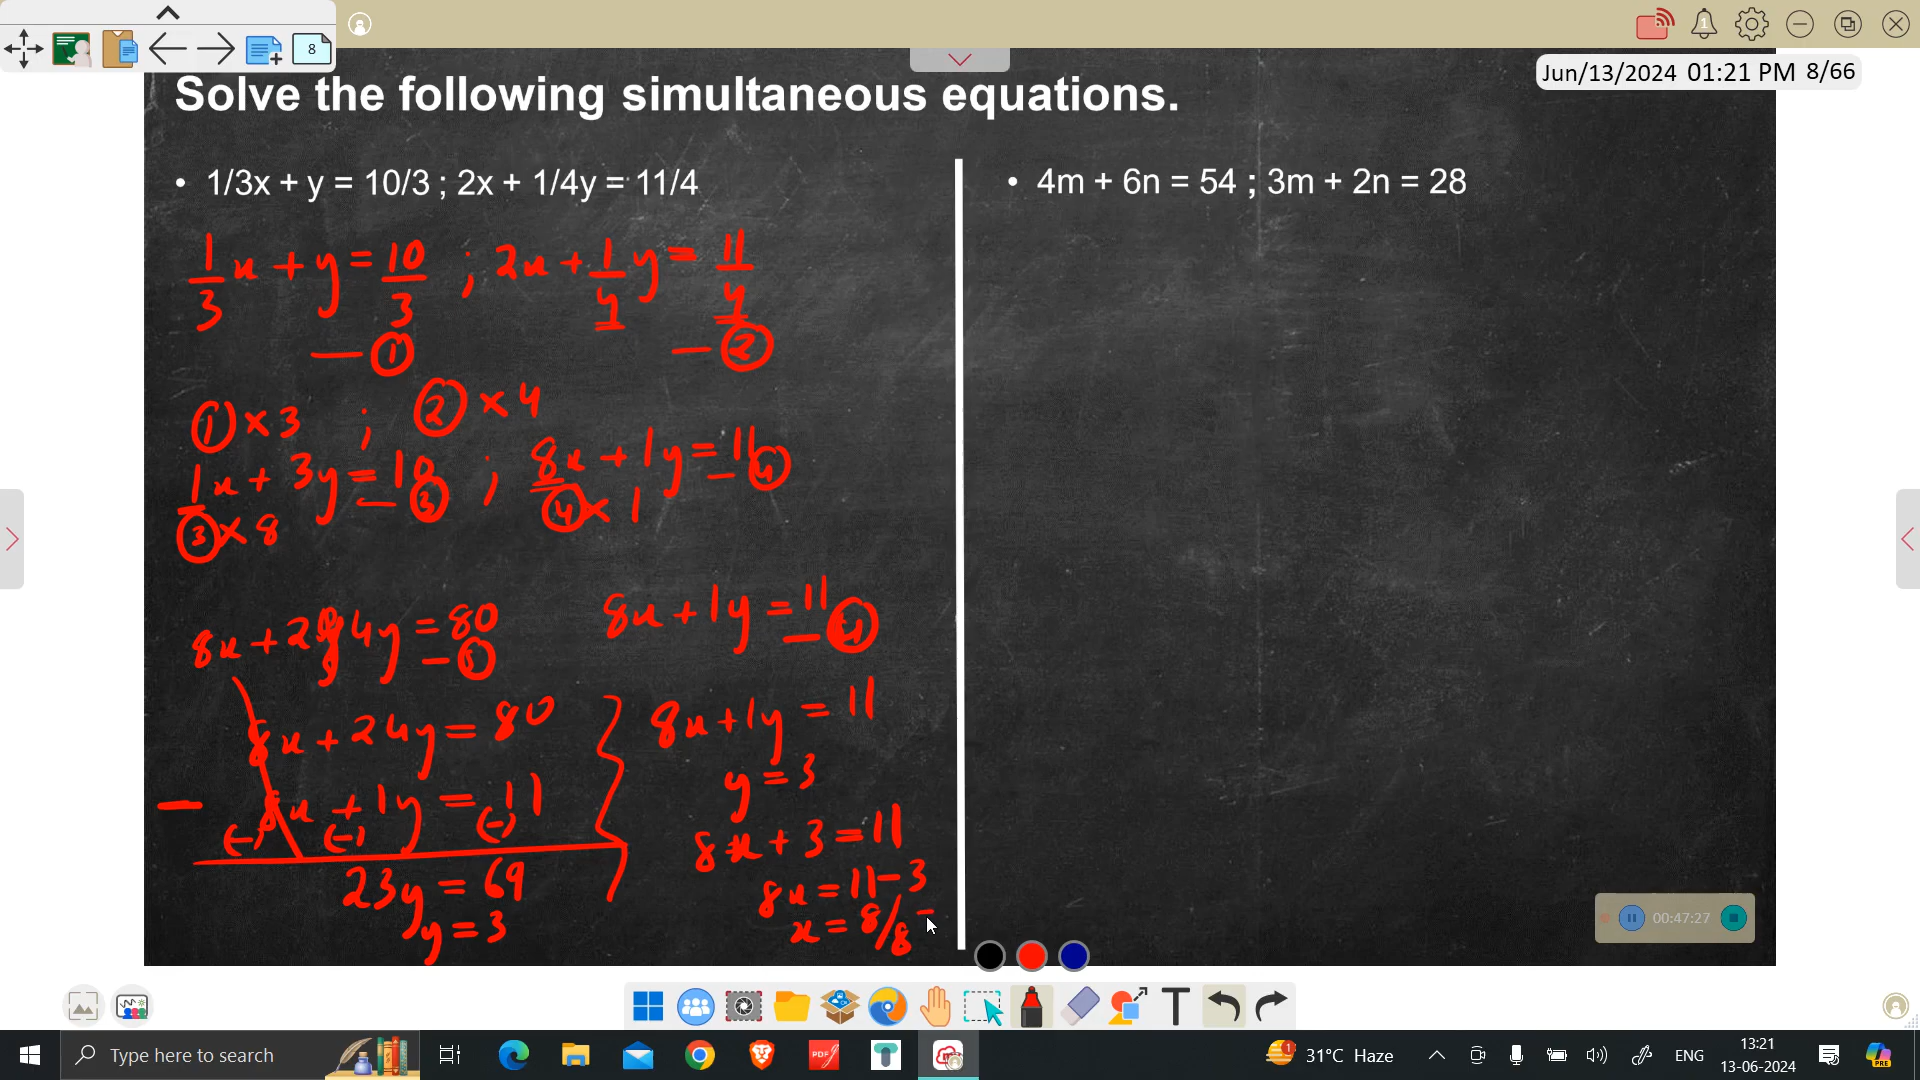 8
Jun/13/2024 01:21 PM 8/66
Solve the following simultaneous equations.
• 1/3x + y = 10/3 ; 2x + 1/4y = 11/4
1/3 x + y = 10/3 ; 2x + 1/4 y = 11/4
— ① — ②
① × 3 ; ② × 4
1x + 3y = 10 — ③ ; 8x + 1y = 11 — ④
③ × 8 ④ × 1
8x + 24y = 80 — ⑤
8x + 1y = 11 — ④
8x + 24y = 80
— 8x + 1y = 11
(-) (-) (-)
23y = 69
y = 3
8x + 1y = 11
y = 3
8x + 3 = 11
8x = 11 - 3
x = 8/8 =
• 4m + 6n = 54 ; 3m + 2n = 28
00:47:27
T
Type here to search
PDF
T
31°C Haze
ENG
13:21
13-06-2024
PRE